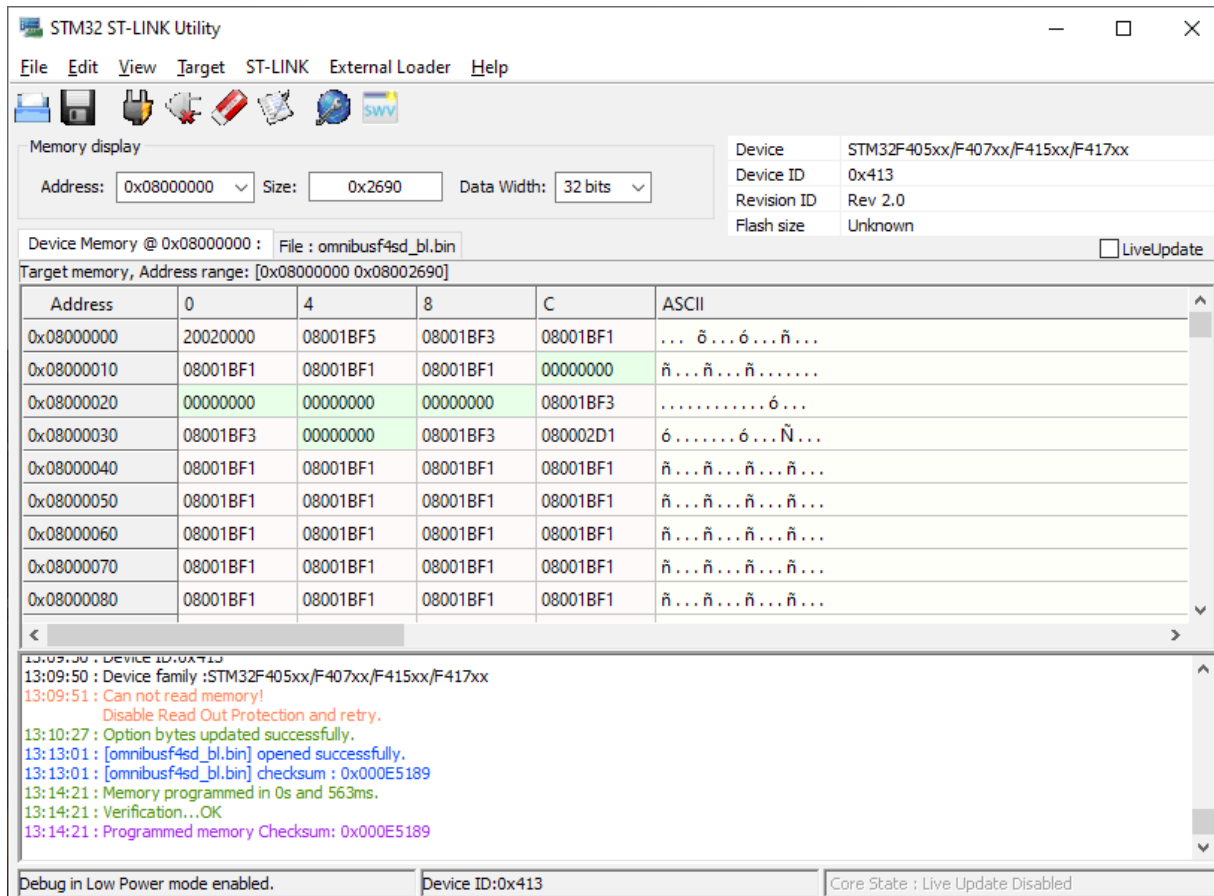 STM32 ST-LINK Utility
File Edit View Target ST-LINK External Loader Help
SWV
Memory display
Address: 0x08000000 Size: 0x2690 Data Width: 32 bits
Device STM32F405xx/F407xx/F415xx/F417xx
Device ID 0x413
Revision ID Rev 2.0
Flash size Unknown
Device Memory @ 0x08000000 : File : omnibusf4sd_bl.bin LiveUpdate
Target memory, Address range: [0x08000000 0x08002690]
Address 0 4 8 C ASCII
0x08000000 20020000 08001BF5 08001BF3 08001BF1 ... õ...ó...ñ...
0x08000010 08001BF1 08001BF1 08001BF1 00000000 ñ...ñ...ñ.......
0x08000020 00000000 00000000 00000000 08001BF3 ............ó...
0x08000030 08001BF3 00000000 08001BF3 080002D1 ó.......ó...Ñ...
0x08000040 08001BF1 08001BF1 08001BF1 08001BF1 ñ...ñ...ñ...ñ...
0x08000050 08001BF1 08001BF1 08001BF1 08001BF1 ñ...ñ...ñ...ñ...
0x08000060 08001BF1 08001BF1 08001BF1 08001BF1 ñ...ñ...ñ...ñ...
0x08000070 08001BF1 08001BF1 08001BF1 08001BF1 ñ...ñ...ñ...ñ...
0x08000080 08001BF1 08001BF1 08001BF1 08001BF1 ñ...ñ...ñ...ñ...
13:09:50 : Device ID:0x413
13:09:50 : Device family :STM32F405xx/F407xx/F415xx/F417xx
13:09:51 : Can not read memory!
Disable Read Out Protection and retry.
13:10:27 : Option bytes updated successfully.
13:13:01 : [omnibusf4sd_bl.bin] opened successfully.
13:13:01 : [omnibusf4sd_bl.bin] checksum : 0x000E5189
13:14:21 : Memory programmed in 0s and 563ms.
13:14:21 : Verification...OK
13:14:21 : Programmed memory Checksum: 0x000E5189
Debug in Low Power mode enabled. Device ID:0x413 Core State : Live Update Disabled